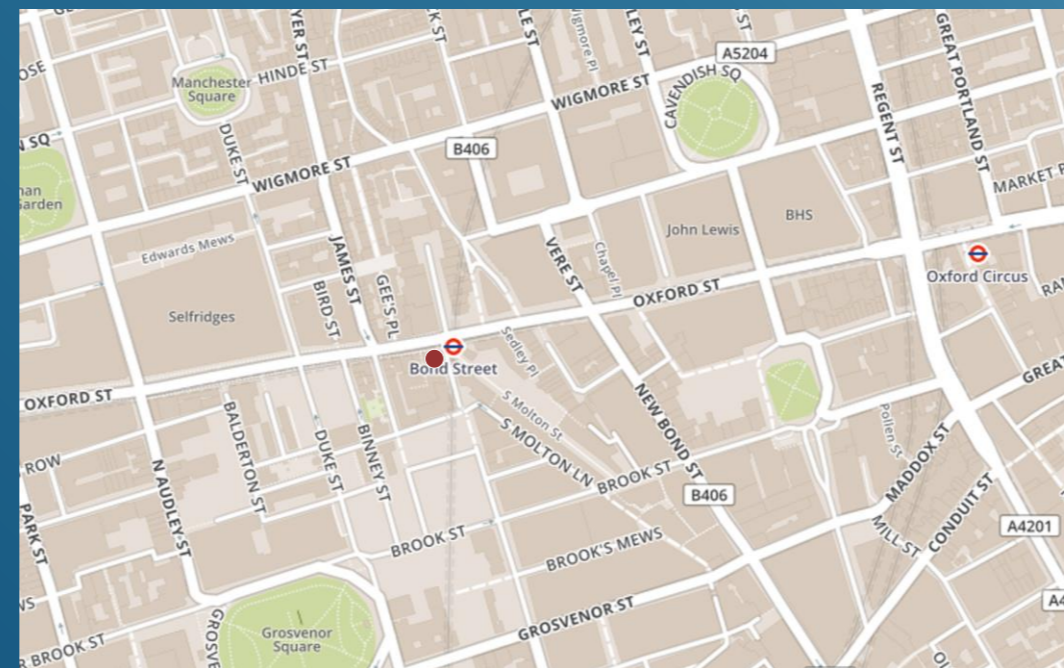 HINDE ST
Manchester
Square
DUKE ST
WIGMORE ST
WIGMORE ST
Wigmore Pl
A5204
CAVENDISH SQ
REGENT ST
GREAT PORTLAND ST
B406
John Lewis
BHS
Edwards Mews
Selfridges
JAMES ST
BIRD ST
GEE'S PL
VERE ST
Chapel Pl
OXFORD ST
Oxford Circus
Sedley Pl
Bond Street
OXFORD ST
BALDERTON ST
DUKE ST
BINNEY ST
S Molton St
S MOLTON LN
NEW BOND ST
Pollen St
MADDOX ST
BROOK ST
B406
N AUDLEY ST
PARK ST
BROOK ST
BROOK'S MEWS
MILL ST
CONDUIT ST
A4201
GROSVENOR ST
Grosvenor
Square